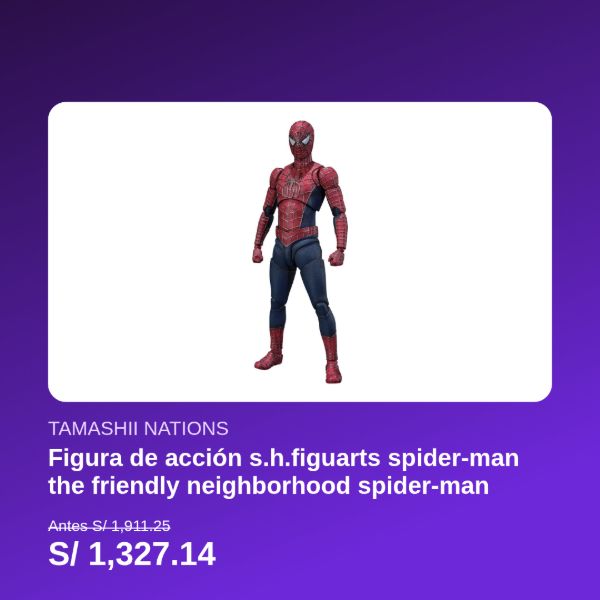 TAMASHII NATIONS
Figura de acción s.h.figuarts spider-man
the friendly neighborhood spider-man
Antes S/ 1,911.25
S/ 1,327.14